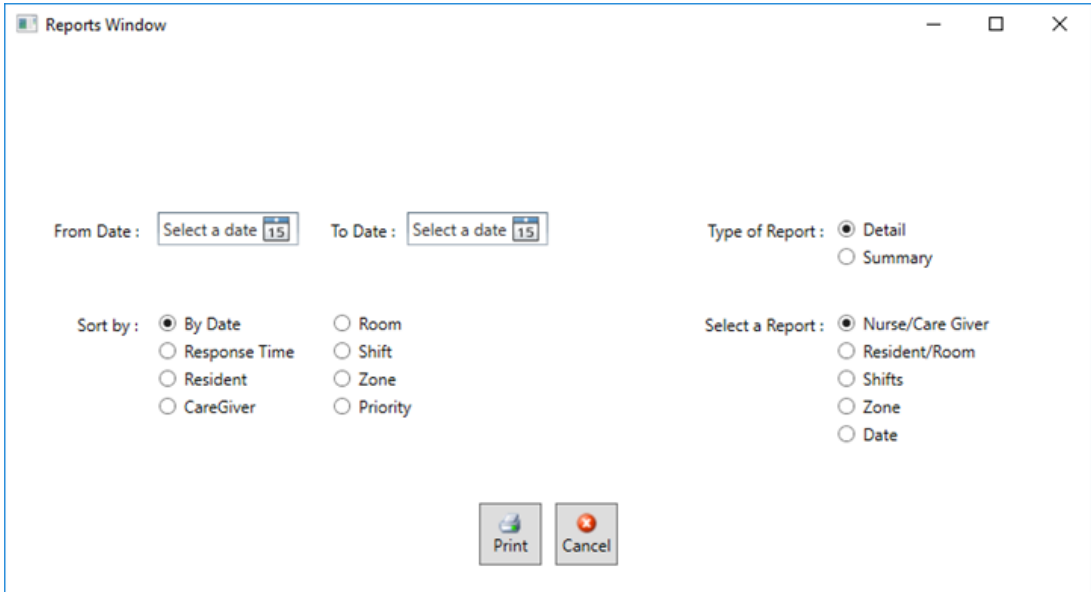 Reports Window
From Date : Select a date 15 To Date : Select a date 15 Type of Report : Detail
Summary
Sort by : By Date Room Select a Report : Nurse/Care Giver
Response Time Shift Resident/Room
Resident Zone Shifts
CareGiver Priority Zone
Date
Print Cancel